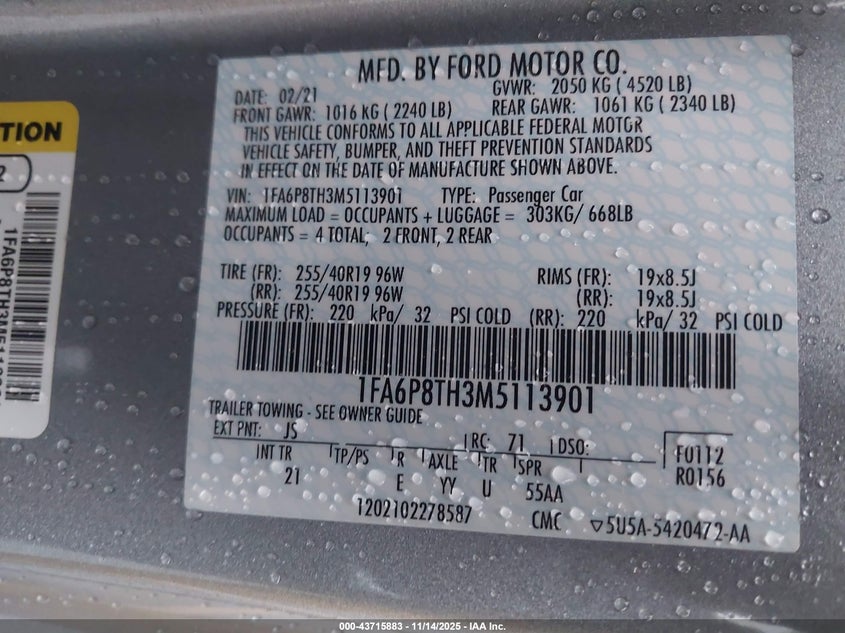 TION
2
1FA6P8TH3M5113901
MFD. BY FORD MOTOR CO.
DATE: 02/21 GVWR: 2050 KG ( 4520 LB)
FRONT GAWR: 1016 KG ( 2240 LB) REAR GAWR: 1061 KG ( 2340 LB)
THIS VEHICLE CONFORMS TO ALL APPLICABLE FEDERAL MOTOR
VEHICLE SAFETY, BUMPER, AND THEFT PREVENTION STANDARDS
IN EFFECT ON THE DATE OF MANUFACTURE SHOWN ABOVE.
VIN: 1FA6P8TH3M5113901 TYPE: Passenger Car
MAXIMUM LOAD = OCCUPANTS + LUGGAGE = 303KG/ 668LB
OCCUPANTS = 4 TOTAL; 2 FRONT, 2 REAR
TIRE (FR): 255/40R19 96W RIMS (FR): 19x8.5J
(RR): 255/40R19 96W (RR): 19x8.5J
PRESSURE (FR): 220 kPa/ 32 PSI COLD (RR): 220 kPa/ 32 PSI COLD
1FA6P8TH3M5113901
TRAILER TOWING - SEE OWNER GUIDE
EXT PNT: JS RC: 71 DSO: F0112
INT TR TP/PS R AXLE TR SPR R0156
21 E YY U 55AA
1202102278587 CMC ▽5U5A-5420472-AA
000-43715883 - 11/14/2025 - IAA Inc.